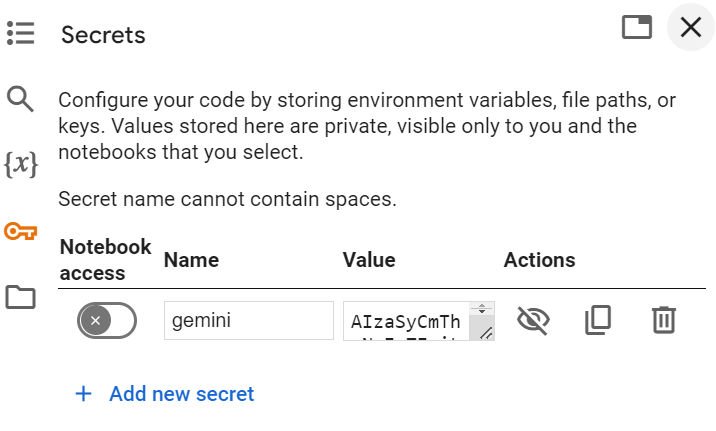 Secrets
Configure your code by storing environment variables, file paths, or
keys. Values stored here are private, visible only to you and the
notebooks that you select.
Secret name cannot contain spaces.
Notebook access Name Value Actions
{x}
gemini AIzaSyCmTh
+ Add new secret